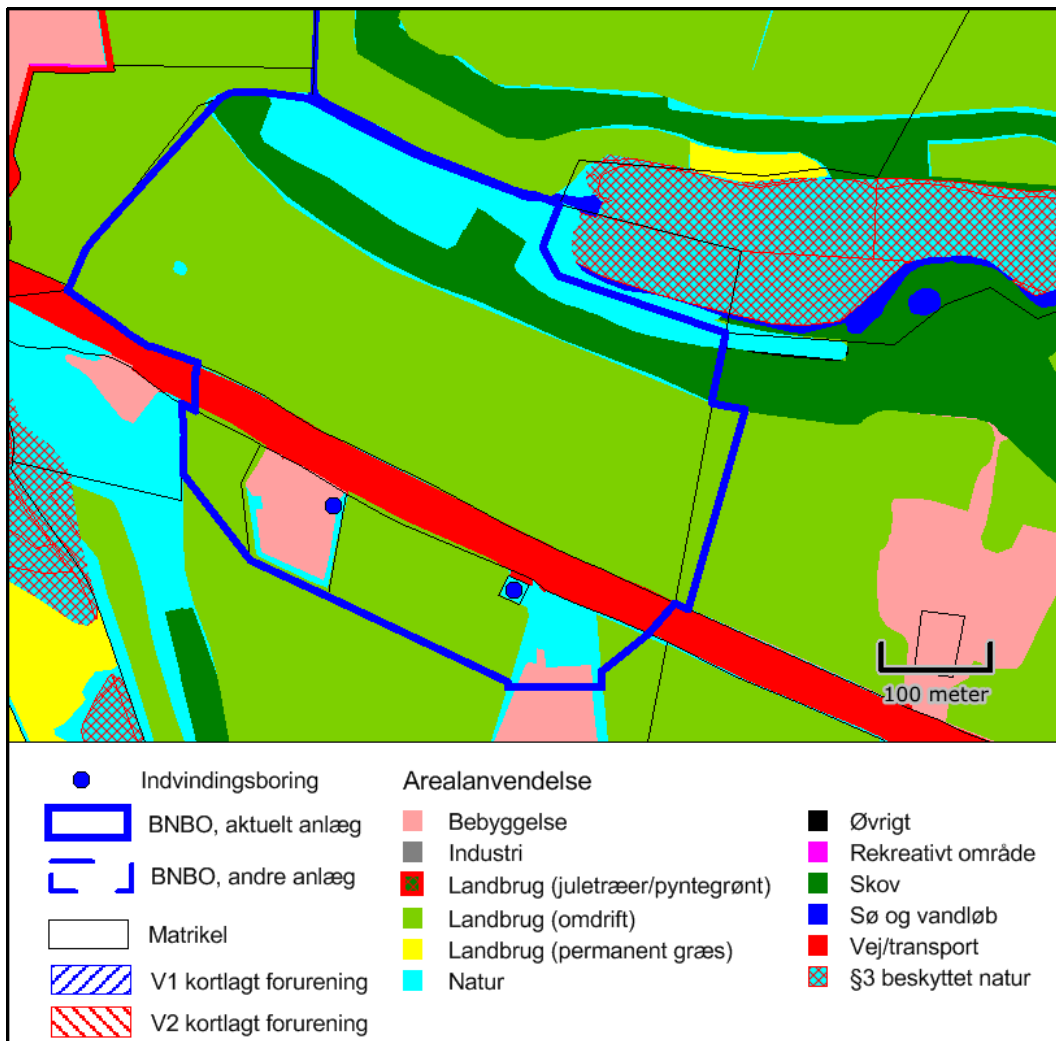 100 meter
Indvindingsboring
BNBO, aktuelt anlæg
BNBO, andre anlæg
Matrikel
V1 kortlagt forurening
V2 kortlagt forurening
Arealanvendelse
Bebyggelse
Industri
Landbrug (juletræer/pyntegrønt)
Landbrug (omdrift)
Landbrug (permanent græs)
Natur
Øvrigt
Rekreativt område
Skov
Sø og vandløb
Vej/transport
§3 beskyttet natur